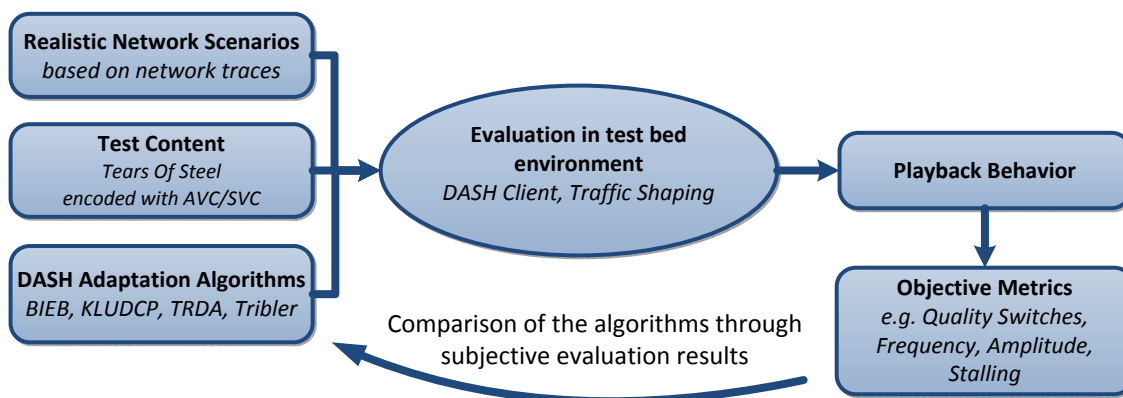 Realistic Network Scenarios
based on network traces
Test Content
Tears Of Steel
encoded with AVC/SVC
DASH Adaptation Algorithms
BIEB, KLUDCP, TRDA, Tribler
Evaluation in test bed
environment
DASH Client, Traffic Shaping
Playback Behavior
Objective Metrics
e.g. Quality Switches,
Frequency, Amplitude,
Stalling
Comparison of the algorithms through
subjective evaluation results